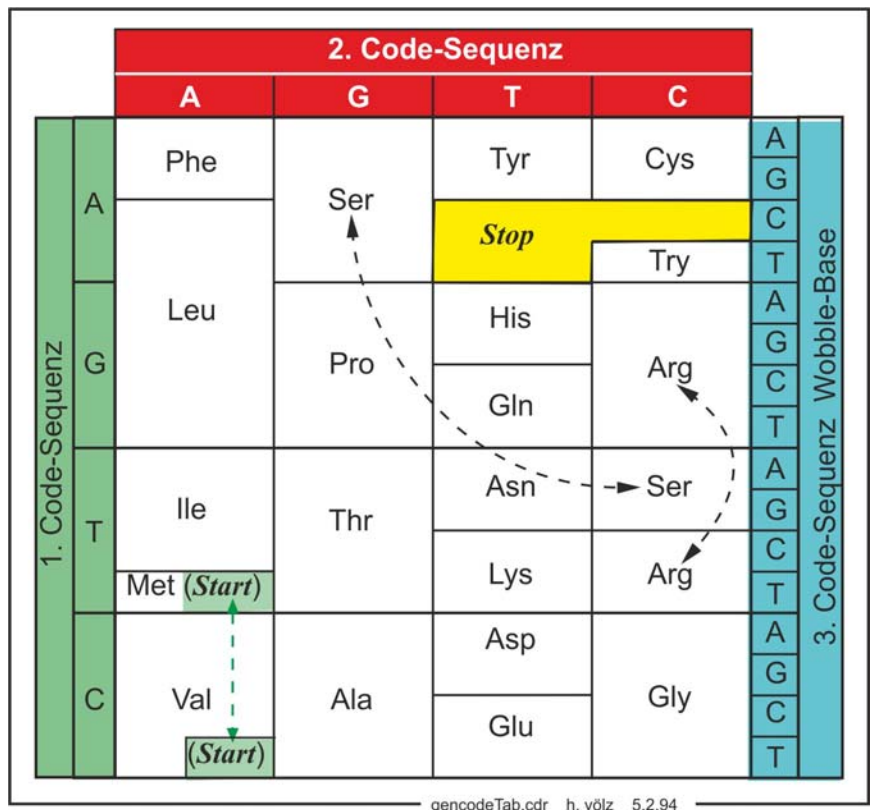 2. Code-Sequenz
A G T C
1. Code-Sequenz
3. Code-Sequenz Wobble-Base
A
Phe Tyr Cys A
G
Ser
Stop C
Try T
Leu His A
G
G
Pro Arg
Gln C
T
T
Ile Thr Asn Ser A
G
Lys Arg C
Met (Start) T
C
Val Ala Asp Gly A
G
Glu C
(Start) T
gencodeTab.cdr h. völz 5.2.94